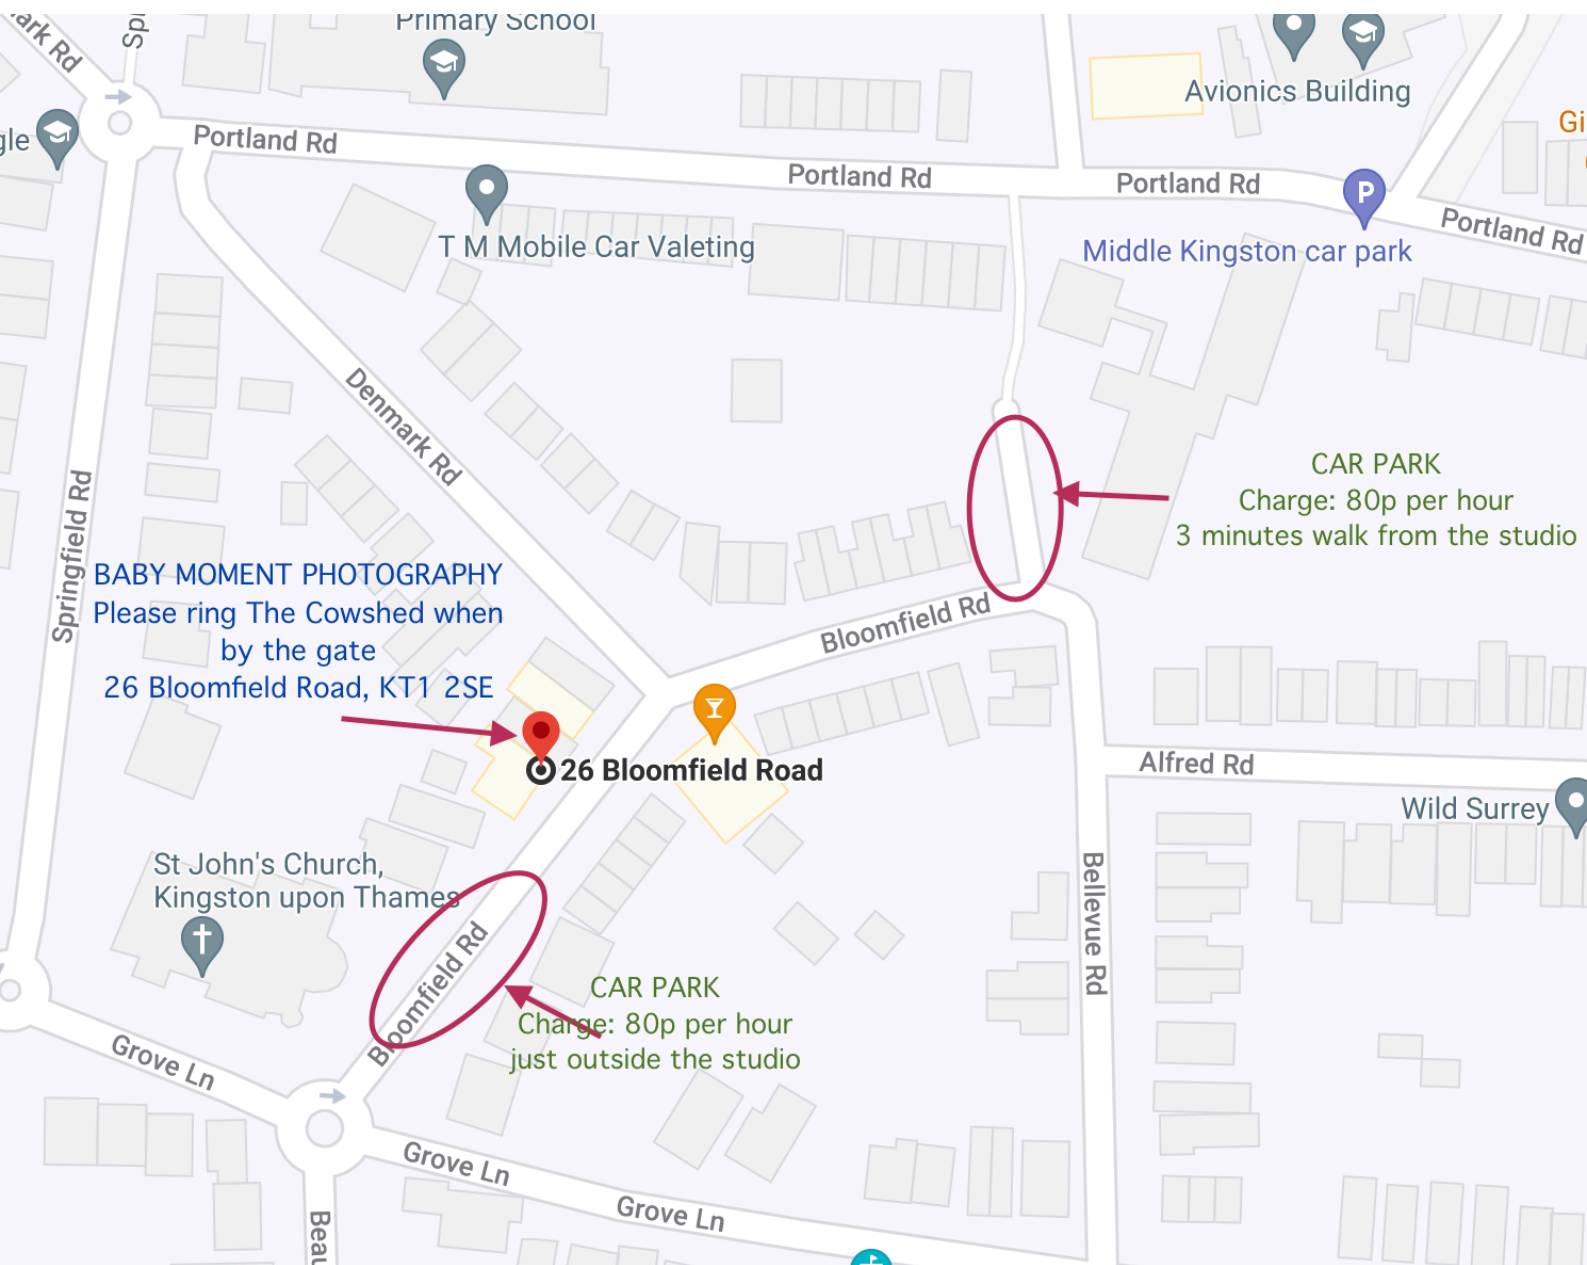 Primary School
Avionics Building
Portland Rd
Portland Rd
Portland Rd
Portland Rd
P
T M Mobile Car Valeting
Middle Kingston car park
Denmark Rd
Springfield Rd
CAR PARK
Charge: 80p per hour
3 minutes walk from the studio
BABY MOMENT PHOTOGRAPHY
Please ring The Cowshed when
by the gate
26 Bloomfield Road, KT1 2SE
Bloomfield Rd
26 Bloomfield Road
Alfred Rd
Wild Surrey
St John's Church,
Kingston upon Thames
Bellevue Rd
Bloomfield Rd
CAR PARK
Charge: 80p per hour
just outside the studio
Grove Ln
Grove Ln
Grove Ln